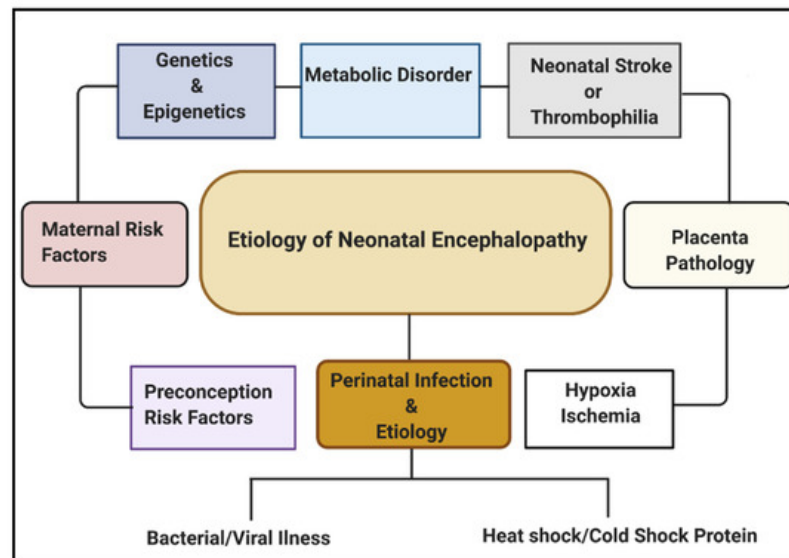 Genetics
&
Epigenetics
Metabolic Disorder
Neonatal Stroke
or
Thrombophilia
Maternal Risk
Factors
Etiology of Neonatal Encephalopathy
Placenta
Pathology
Preconception
Risk Factors
Perinatal Infection
&
Etiology
Hypoxia
Ischemia
Bacterial/Viral Ilness
Heat shock/Cold Shock Protein